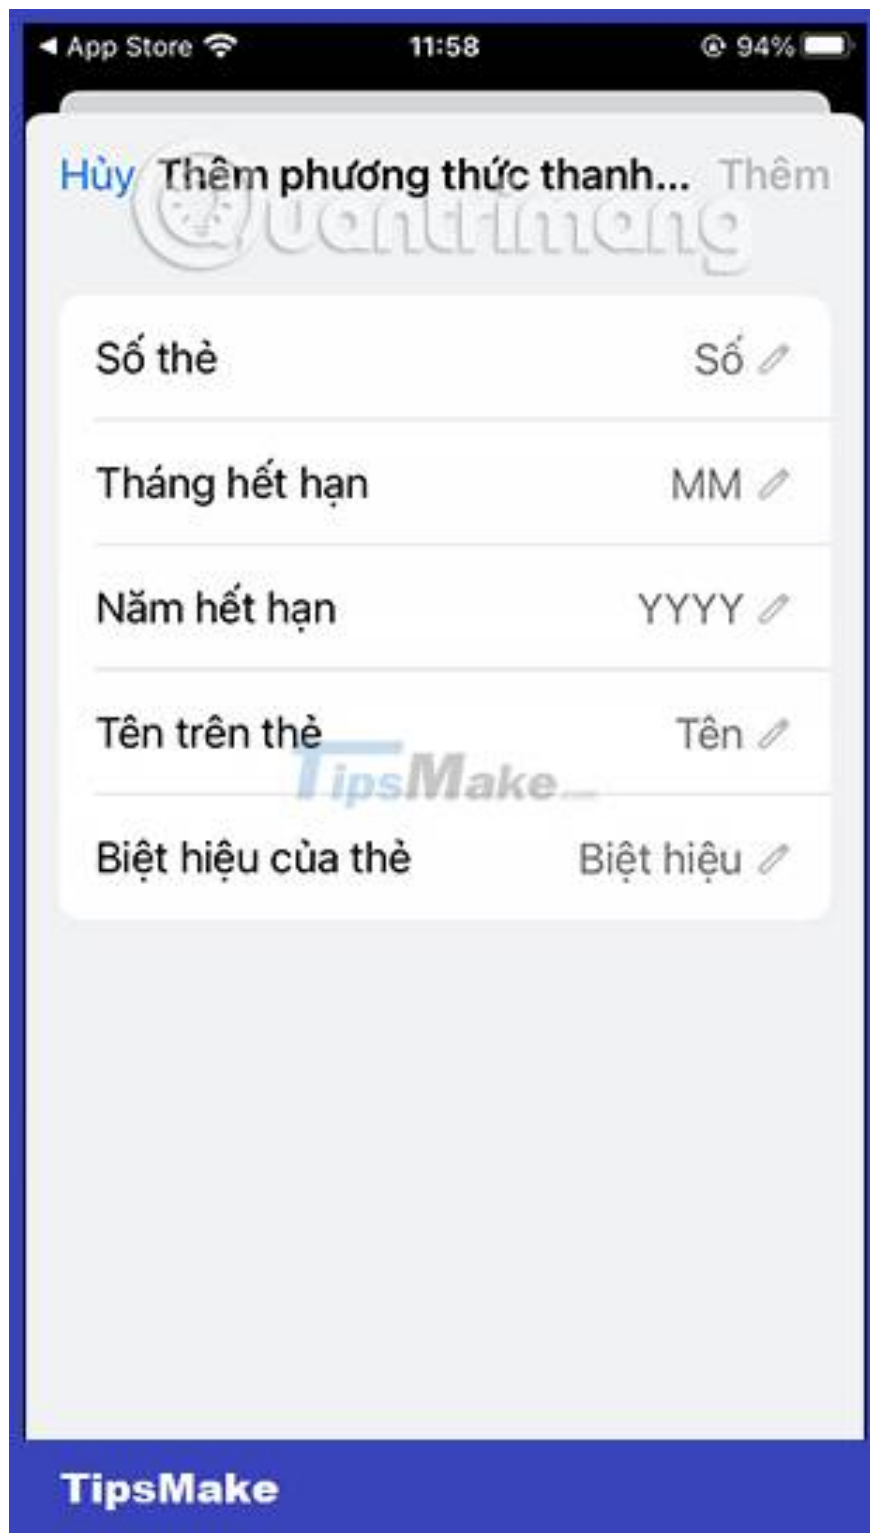 ◀ App Store 11:58 94%
Hủy Thêm phương thức thanh... Thêm
Quantrimang
Số thẻ Số
Tháng hết hạn MM
Năm hết hạn YYYY
Tên trên thẻ Tên
TipsMake
Biệt hiệu của thẻ Biệt hiệu
TipsMake